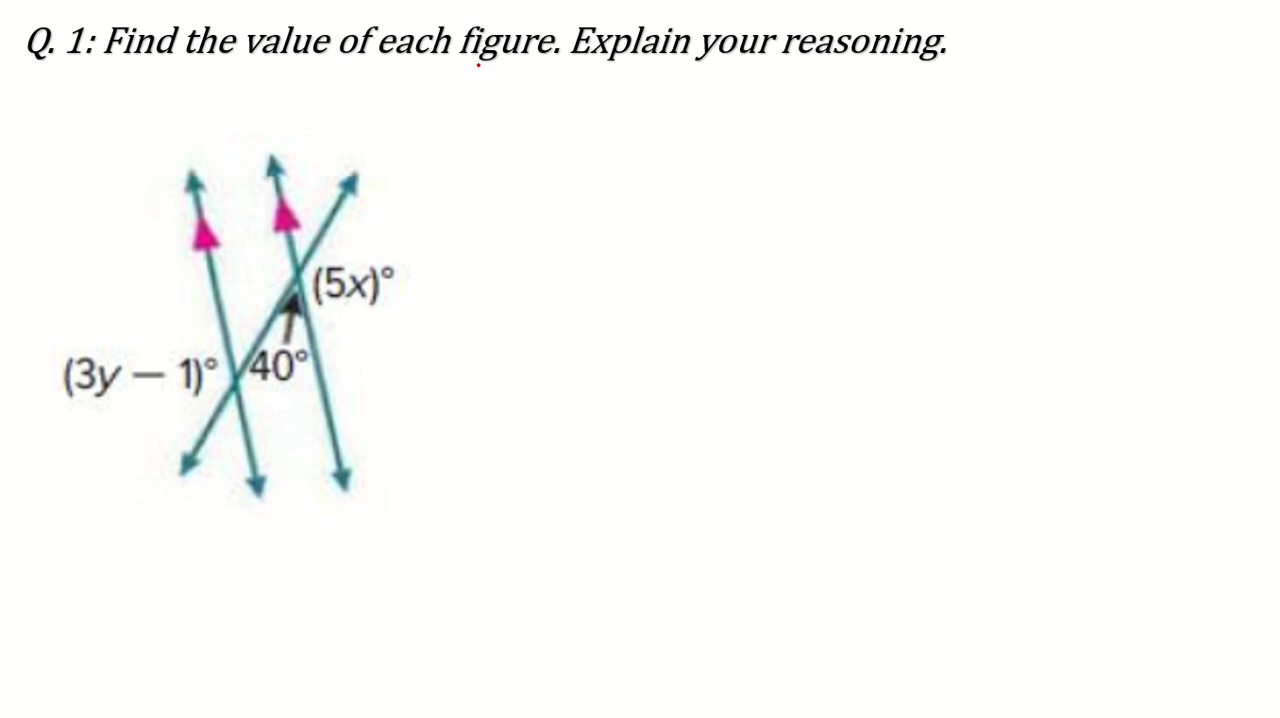 Q. 1: Find the value of each figure. Explain your reasoning.
(5x)°
(3y – 1)° 40°